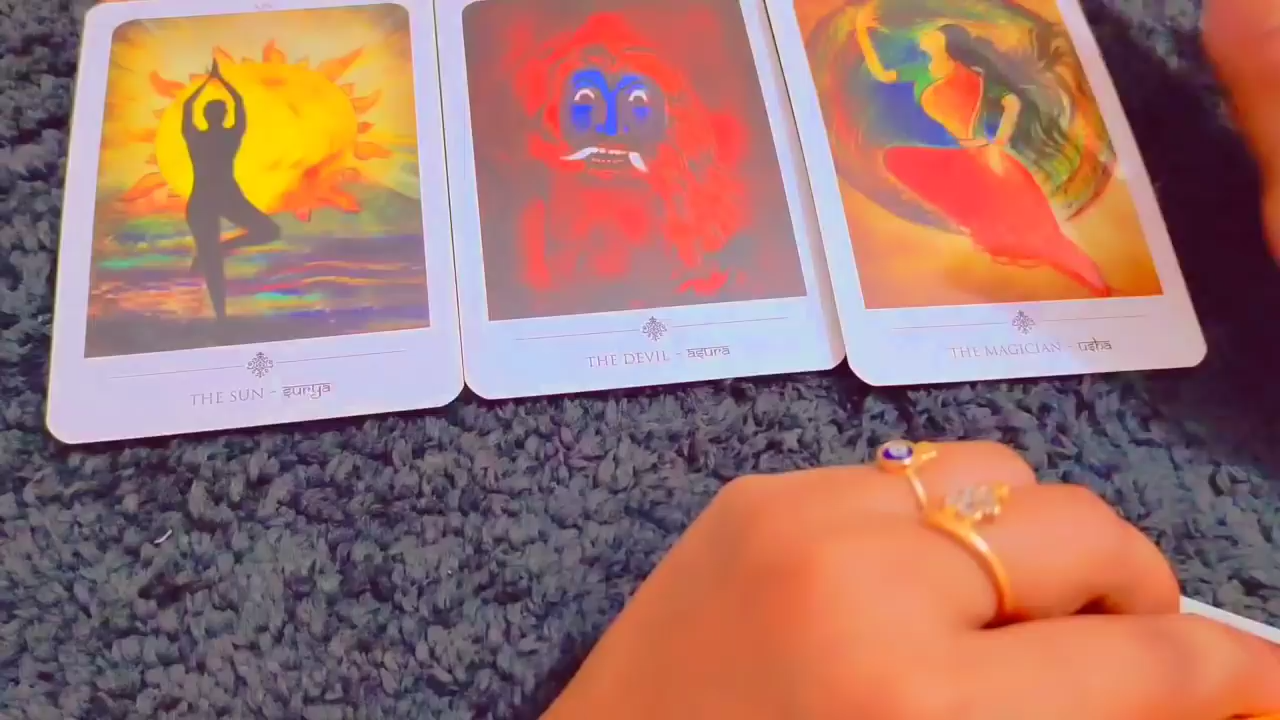 THE SUN - surya
THE DEVIL - asura
THE MAGICIAN - usha